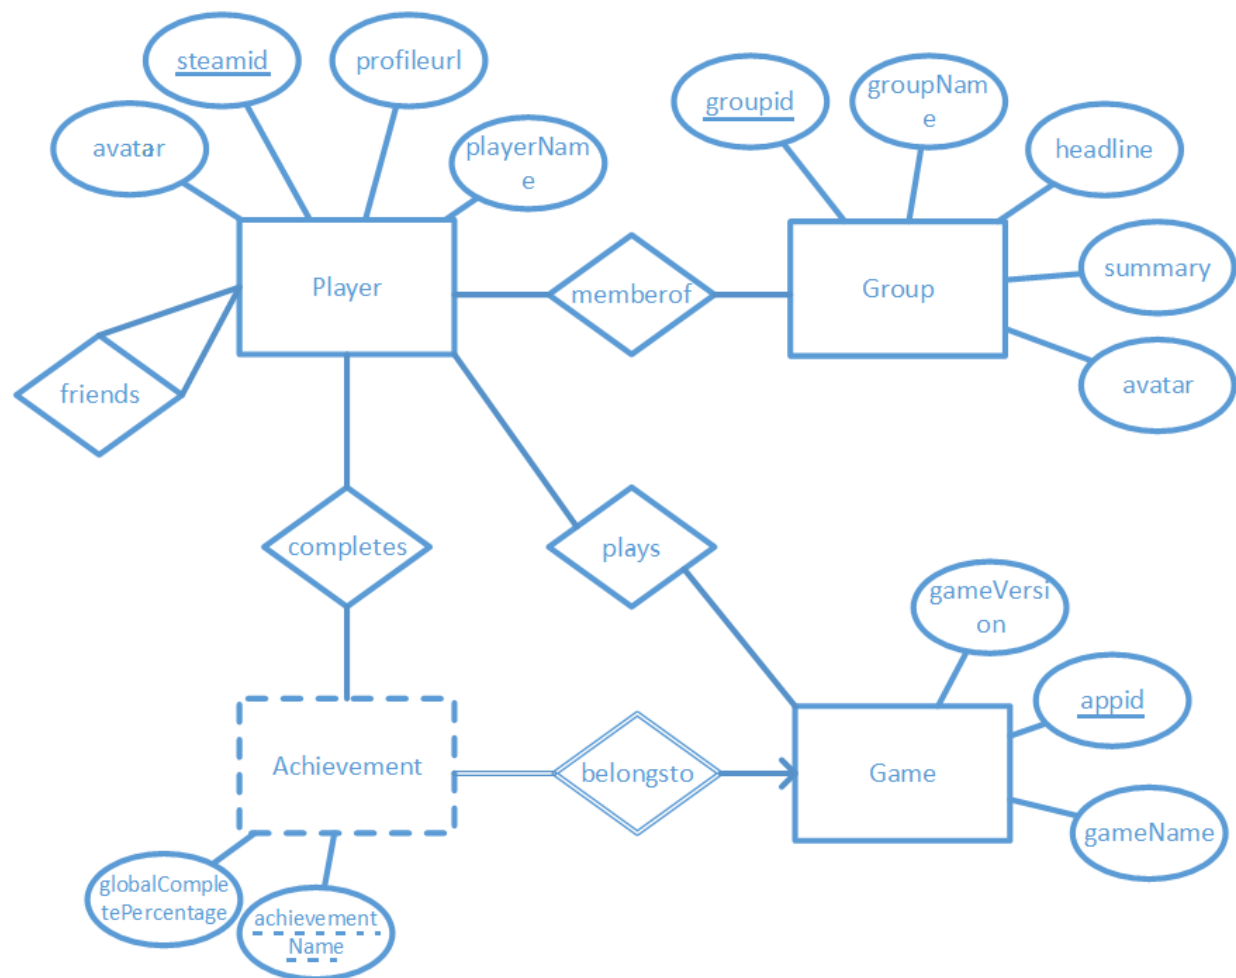 steamid
profileurl
avatar
playerNam
e
groupid
groupNam
e
headline
summary
avatar
Player
memberof
Group
friends
completes
plays
gameVersi
on
appid
gameName
Achievement
belongsto
Game
globalComple
tePercentage
achievement
Name